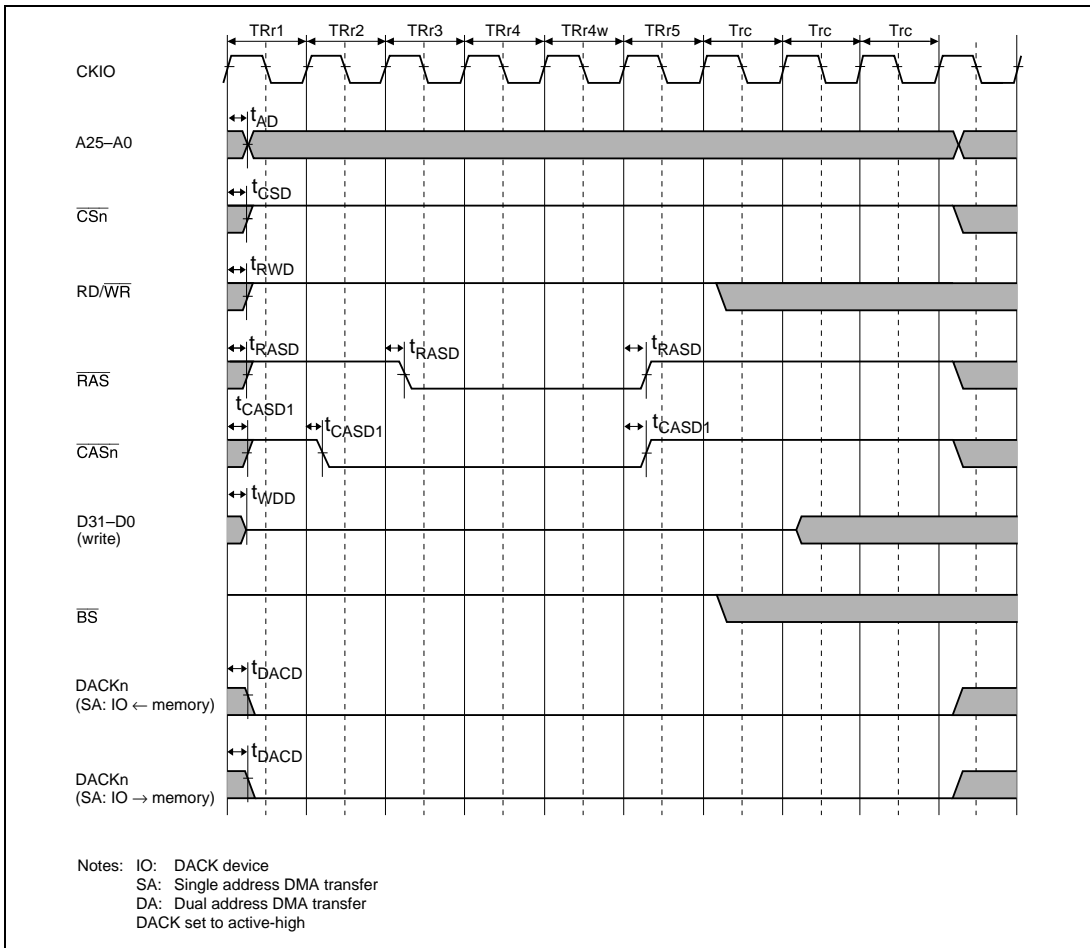 TRr1 TRr2 TRr3 TRr4 TRr4w TRr5 Trc Trc Trc
CKIO
tAD
A25–A0
tCSD
CSn
tRWD
RD/WR
tRASD tRASD tRASD
RAS
tCASD1 tCASD1 tCASD1
CASn
tWDD
D31–D0
(write)
BS
tDACD
DACKn
(SA: IO ← memory)
tDACD
DACKn
(SA: IO → memory)
Notes: IO: DACK device
SA: Single address DMA transfer
DA: Dual address DMA transfer
DACK set to active-high